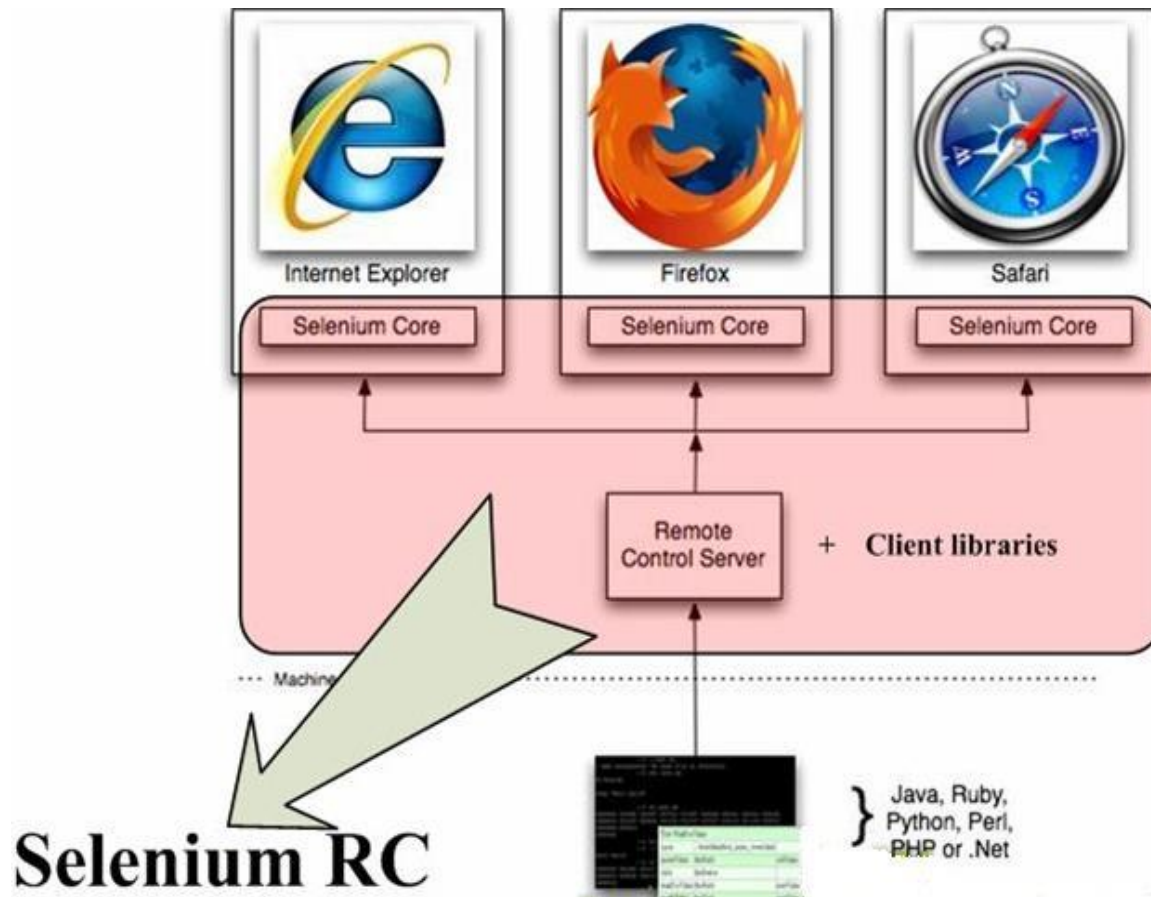 Internet Explorer
Firefox
Safari
Selenium Core
Selenium Core
Selenium Core
Remote
Control Server
+ Client libraries
Machine
Java, Ruby,
Python, Perl,
PHP or .Net
Selenium RC